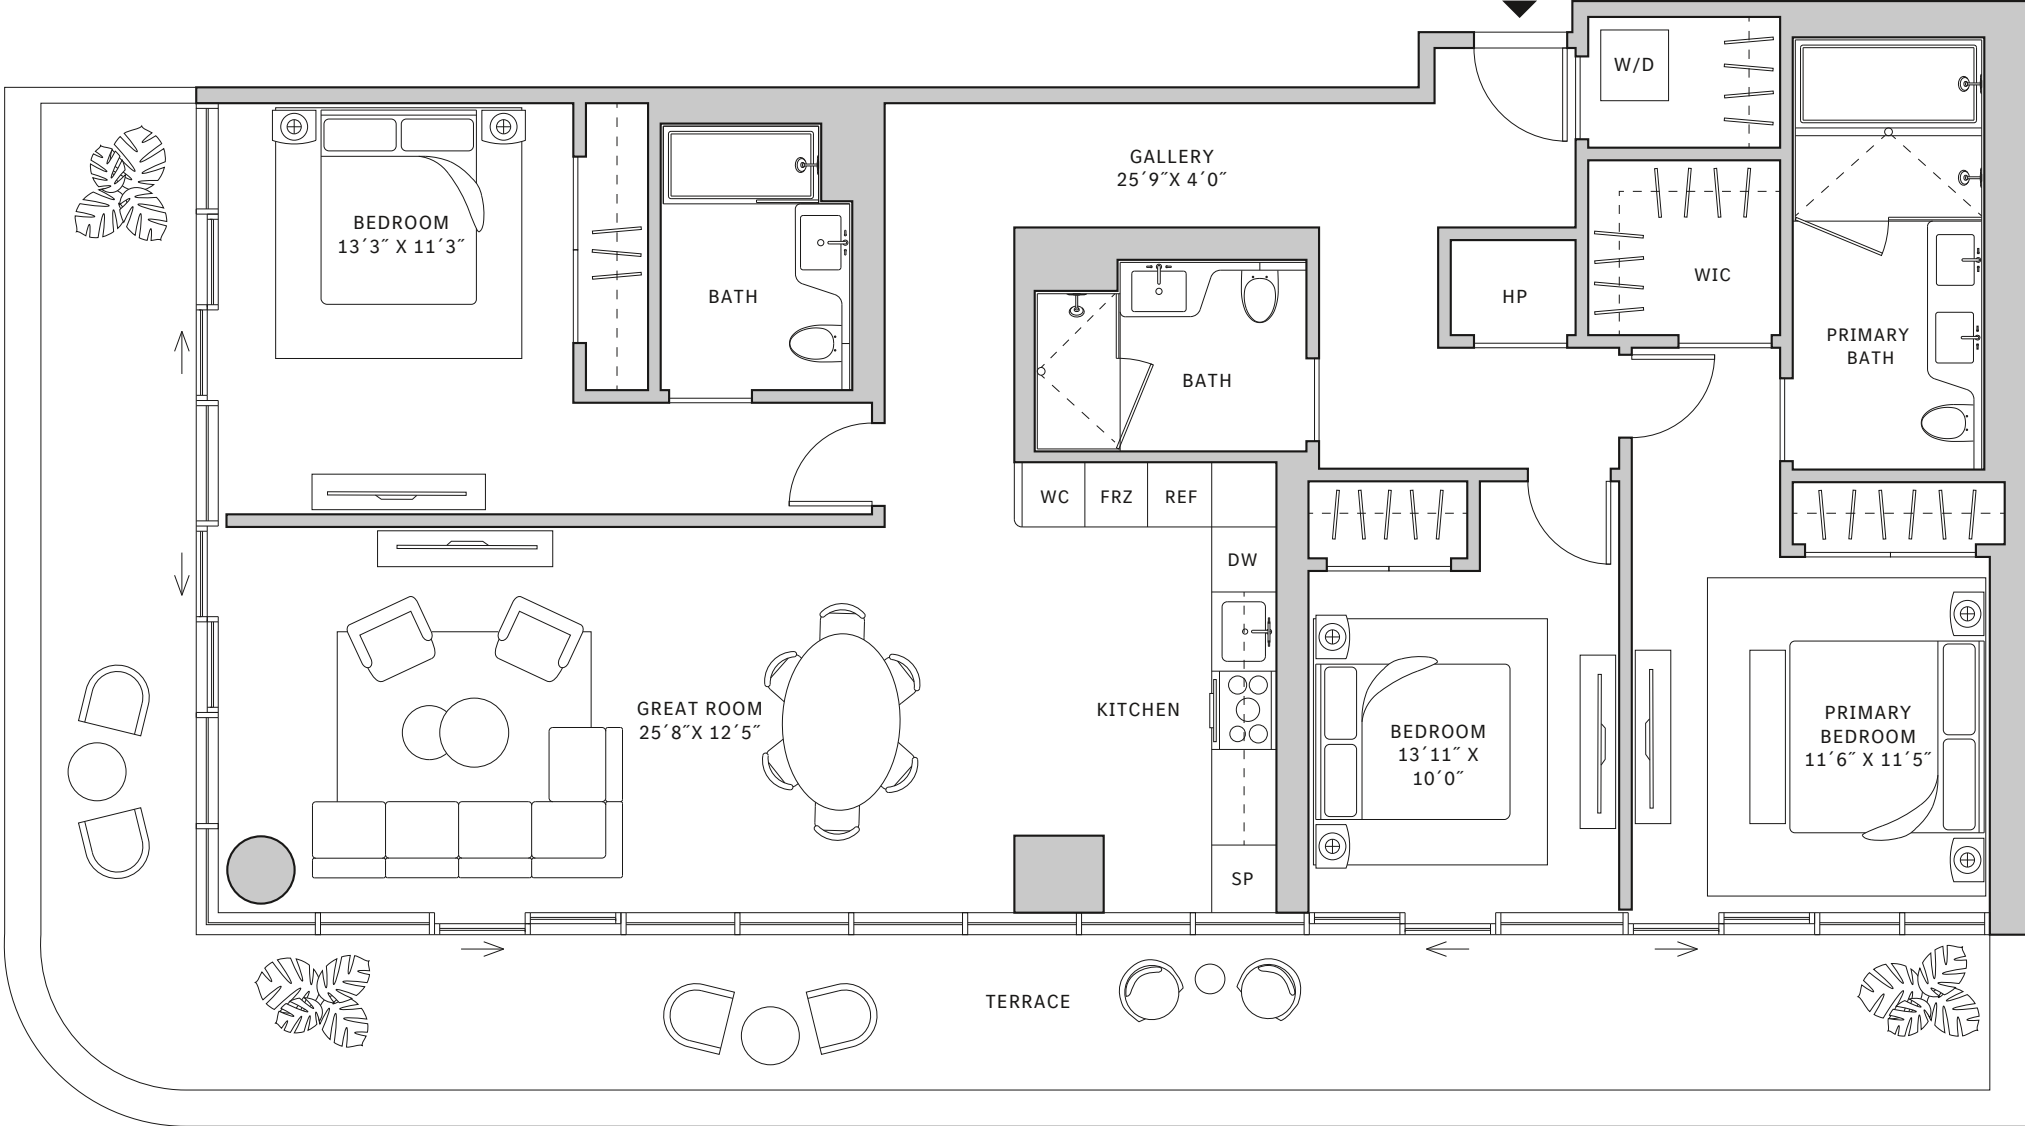 W/D
GALLERY
25´9˝X 4´0˝
BEDROOM
13´3˝ X 11´3˝
BATH
HP
WIC
PRIMARY
BATH
BATH
WC
FRZ
REF
DW
GREAT ROOM
25´8˝X 12´5˝
KITCHEN
BEDROOM
13´11˝ X
10´0˝
PRIMARY
BEDROOM
11´6˝ X 11´5˝
SP
TERRACE